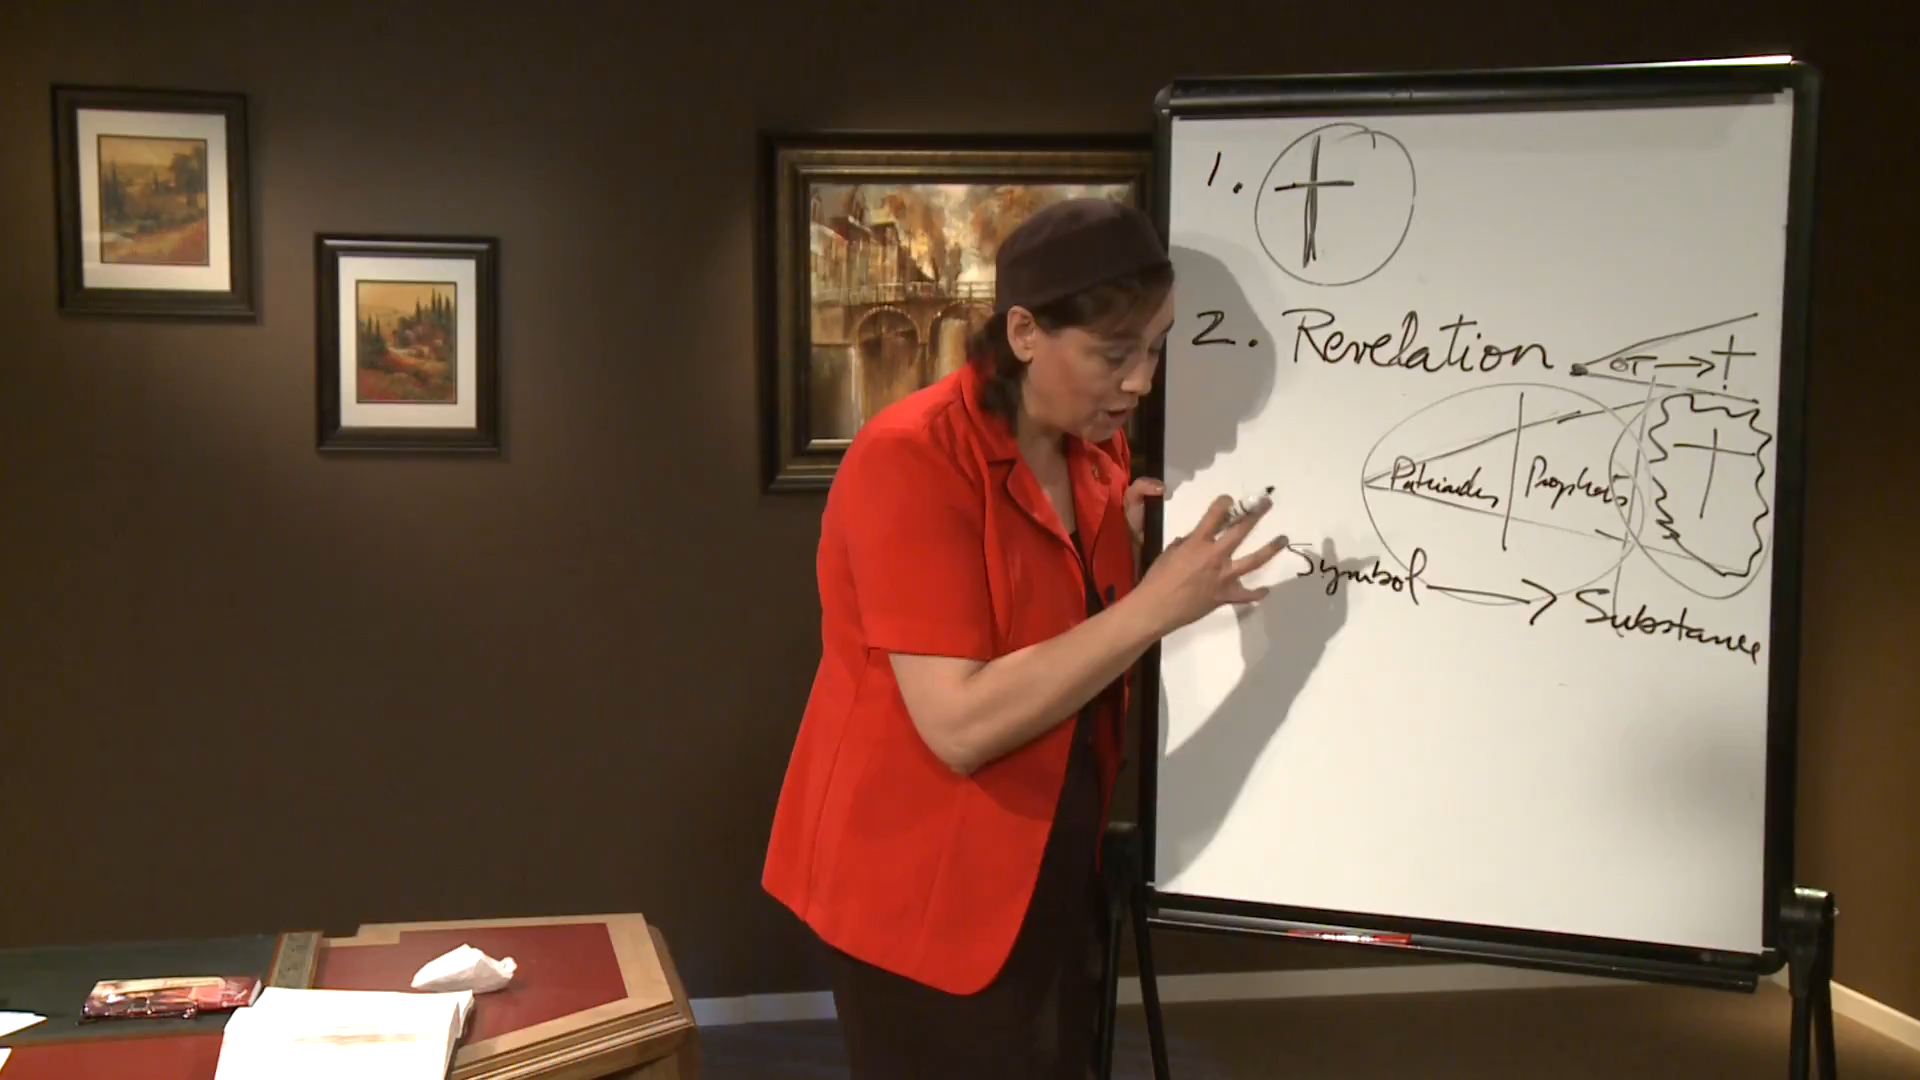 1.
2. Revelation OT
Patriarchs Prophets
Symbol Substance